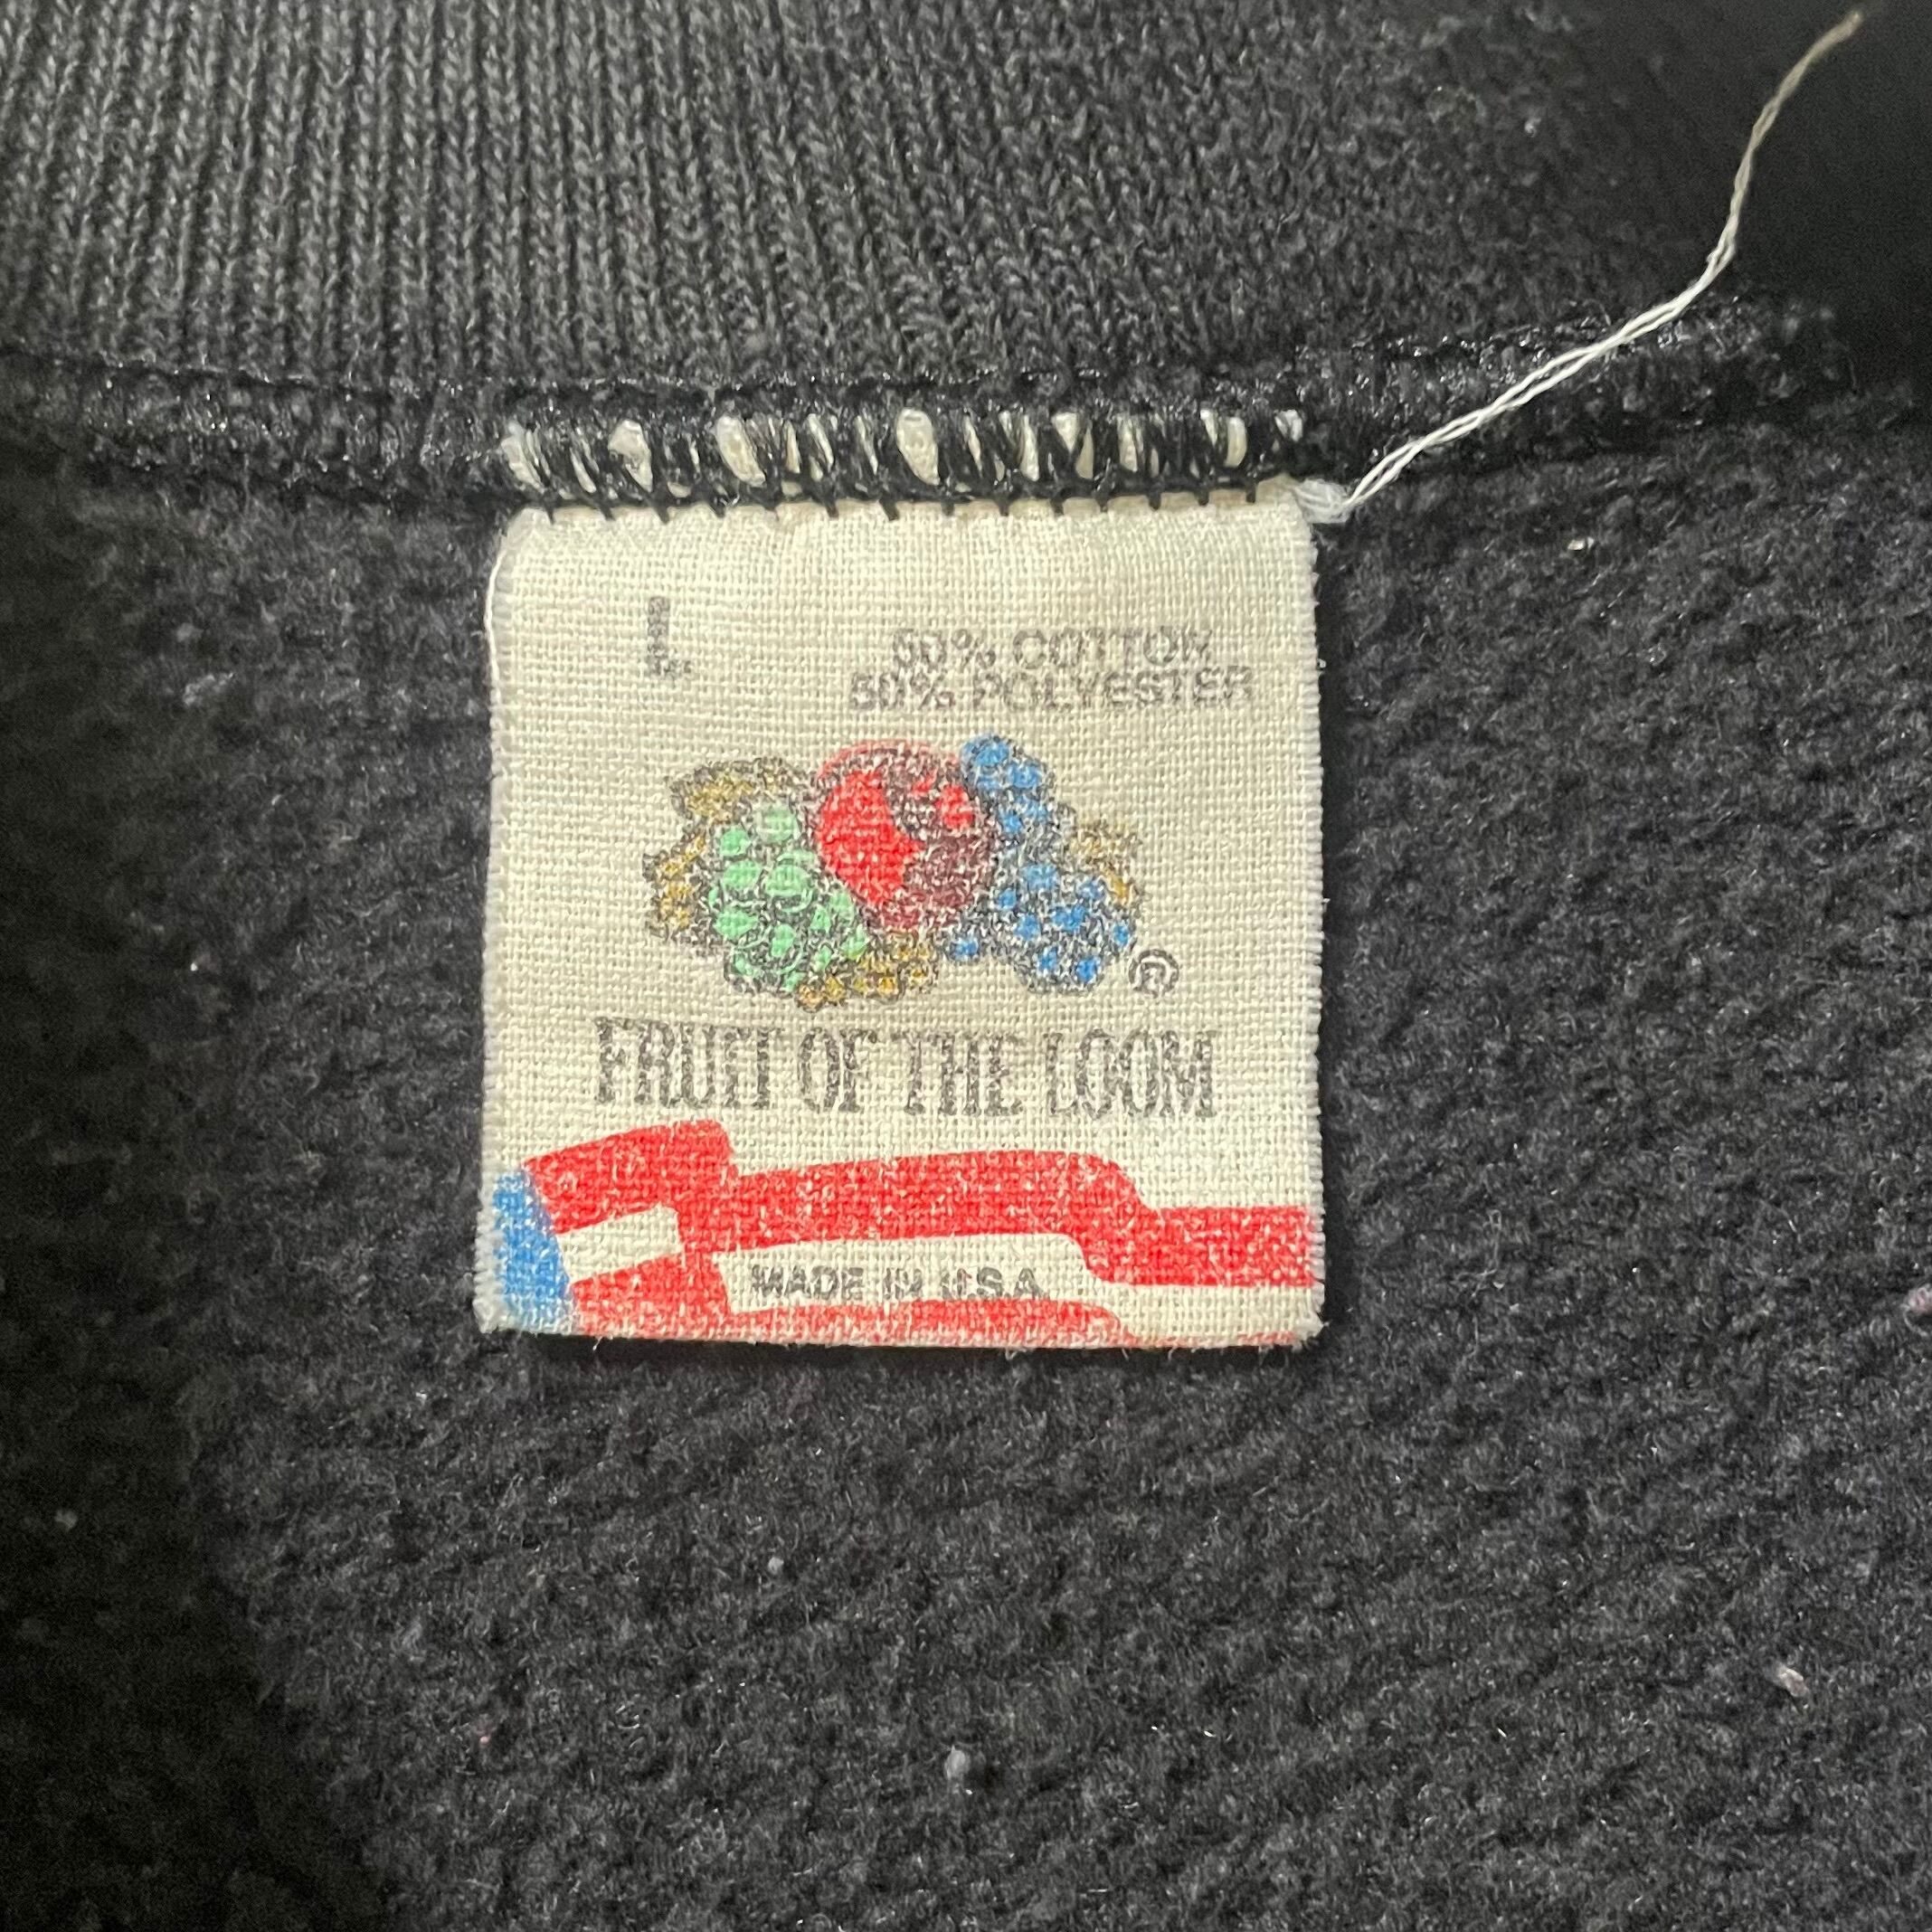 L
50% COTTON
50% POLYESTER
®
FRUIT OF THE LOOM
MADE IN U.S.A.